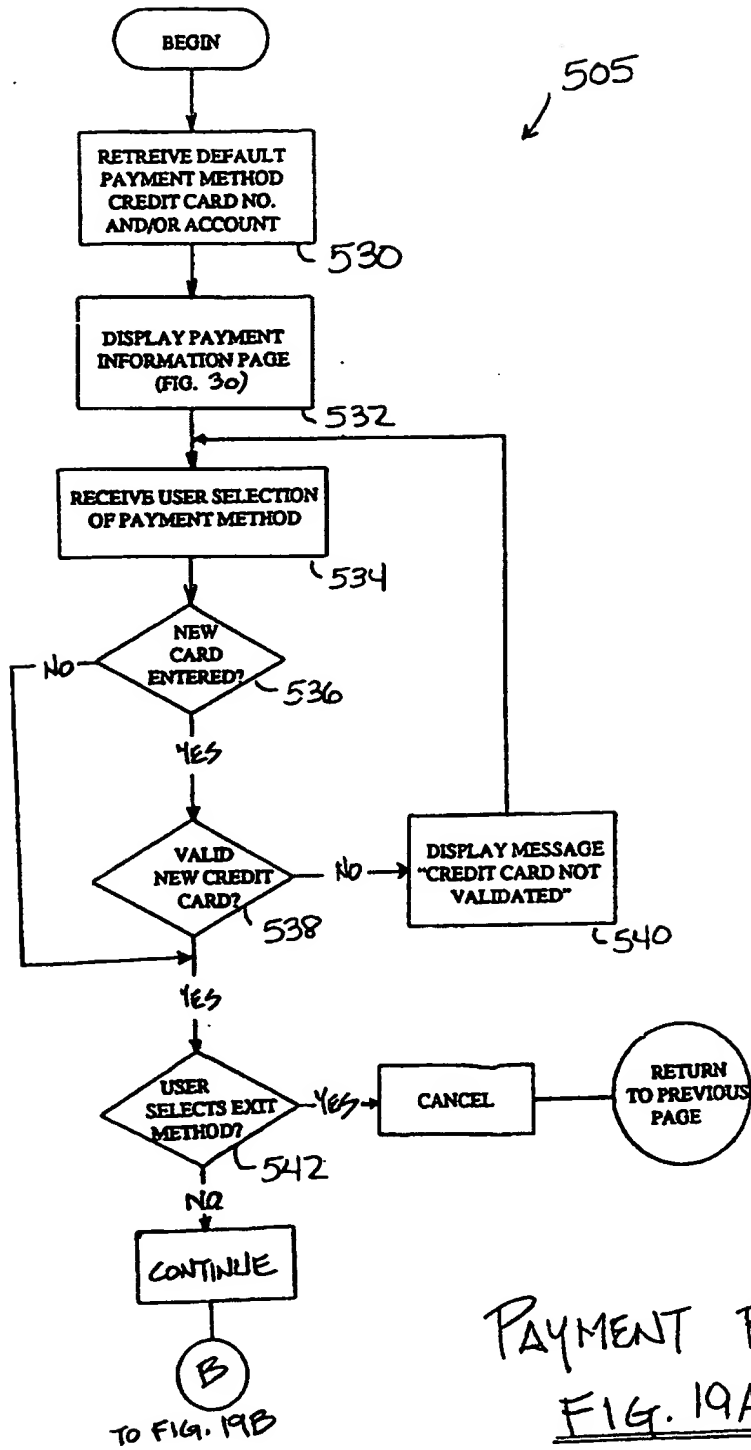 BEGIN
505
RETREIVE DEFAULT
PAYMENT METHOD
CREDIT CARD NO.
AND/OR ACCOUNT
530
DISPLAY PAYMENT
INFORMATION PAGE
(FIG. 30)
532
RECEIVE USER SELECTION
OF PAYMENT METHOD
534
NEW
CARD
ENTERED?
NO
536
YES
VALID
NEW CREDIT
CARD?
NO
538
DISPLAY MESSAGE
"CREDIT CARD NOT
VALIDATED"
540
YES
USER
SELECTS EXIT
METHOD?
YES
542
CANCEL
RETURN
TO PREVIOUS
PAGE
NO
CONTINUE
B
TO FIG. 19B
PAYMENT
FIG. 19A